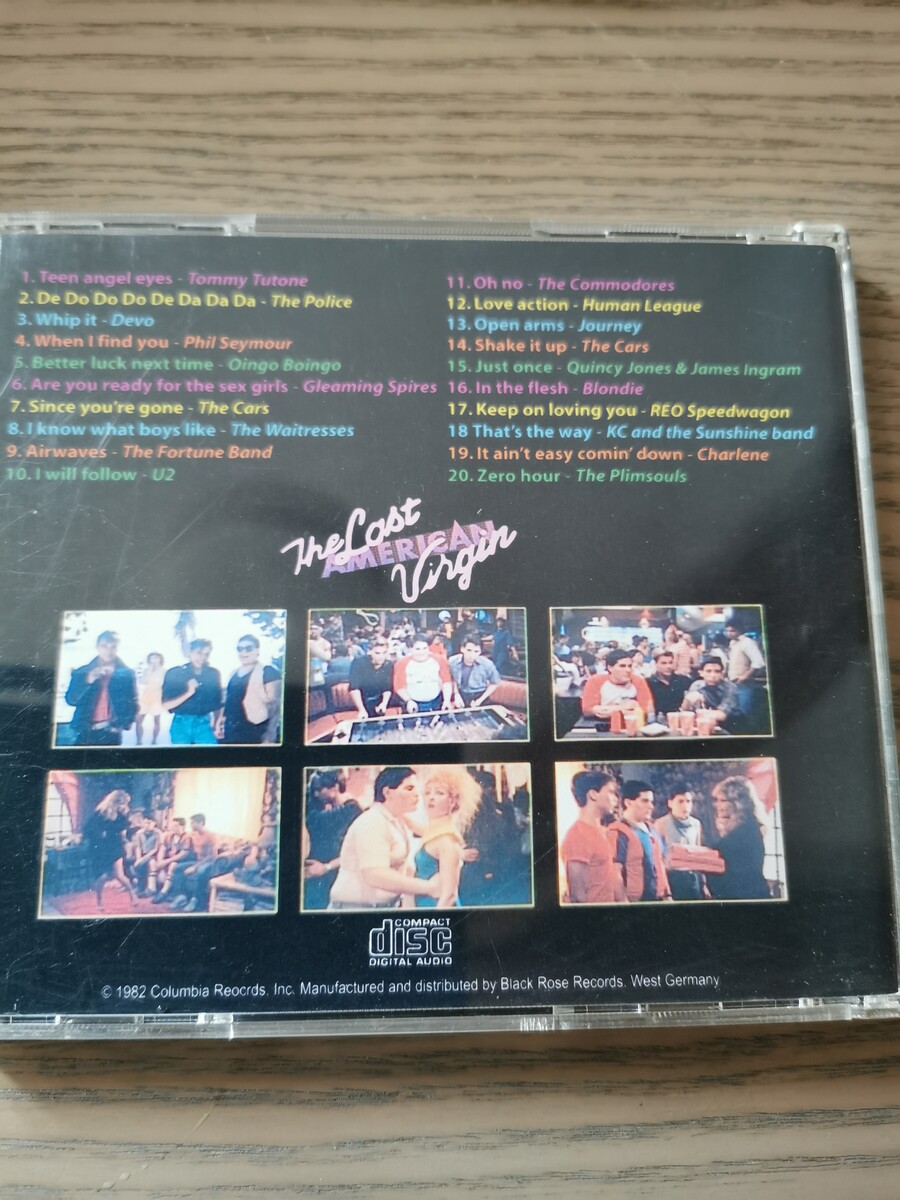 1. Teen angel eyes - Tommy Tutone
2. De Do Do Do De Da Da Da - The Police
3. Whip it - Devo
4. When I find you - Phil Seymour
5. Better luck next time - Oingo Boingo
6. Are you ready for the sex girls - Gleaming Spires
7. Since you're gone - The Cars
8. I know what boys like - The Waitresses
9. Airwaves - The Fortune Band
10. I will follow - U2
11. Oh no - The Commodores
12. Love action - Human League
13. Open arms - Journey
14. Shake it up - The Cars
15. Just once - Quincy Jones & James Ingram
16. In the flesh - Blondie
17. Keep on loving you - REO Speedwagon
18 That's the way - KC and the Sunshine band
19. It ain't easy comin' down - Charlene
20. Zero hour - The Plimsouls
The Last
AMERICAN
Virgin
COMPACT
disc
DIGITAL AUDIO
© 1982 Columbia Reocrds, Inc. Manufactured and distributed by Black Rose Records. West Germany